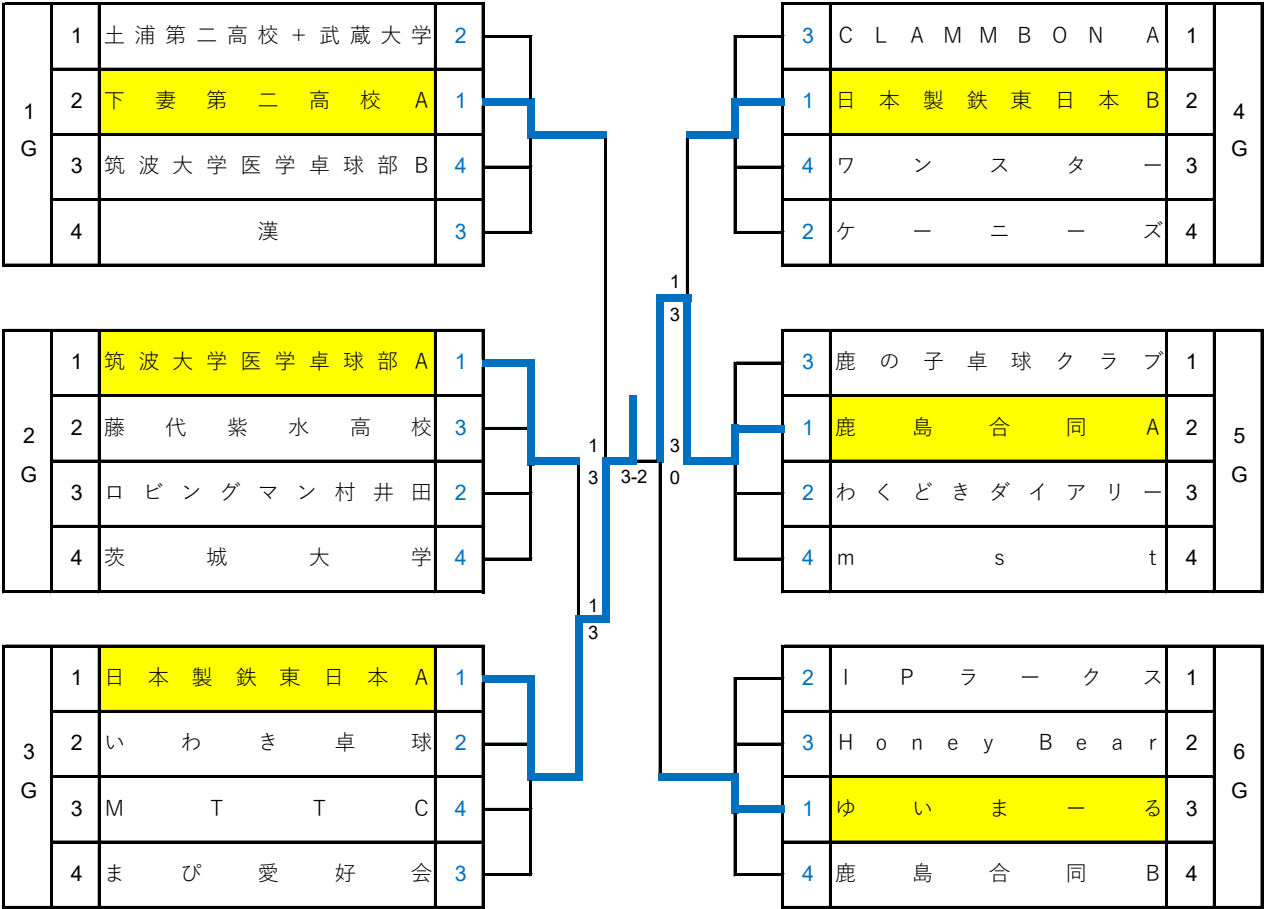 1G
1 土浦第二高校+武蔵大学 2
2 下妻第二高校A 1
3 筑波大学医学卓球部B 4
4 漢 3
2G
1 筑波大学医学卓球部A 1
2 藤代紫水高校 3
3 ロビングマン村井田 2
4 茨城大学 4
3G
1 日本製鉄東日本A 1
2 いわき卓球 2
3 MTTC 4
4 まぴ愛好会 3
1
3
1
3
3-2
1
3
3
0
4G
3 CLAMMBON A 1
1 日本製鉄東日本B 2
4 ワンスター 3
2 ケーニーズ 4
5G
3 鹿の子卓球クラブ 1
1 鹿島合同A 2
2 わくどきダイアリー 3
4 mst 4
6G
2 IPラークス 1
3 Honey Bear 2
1 ゆいまーる 3
4 鹿島合同B 4